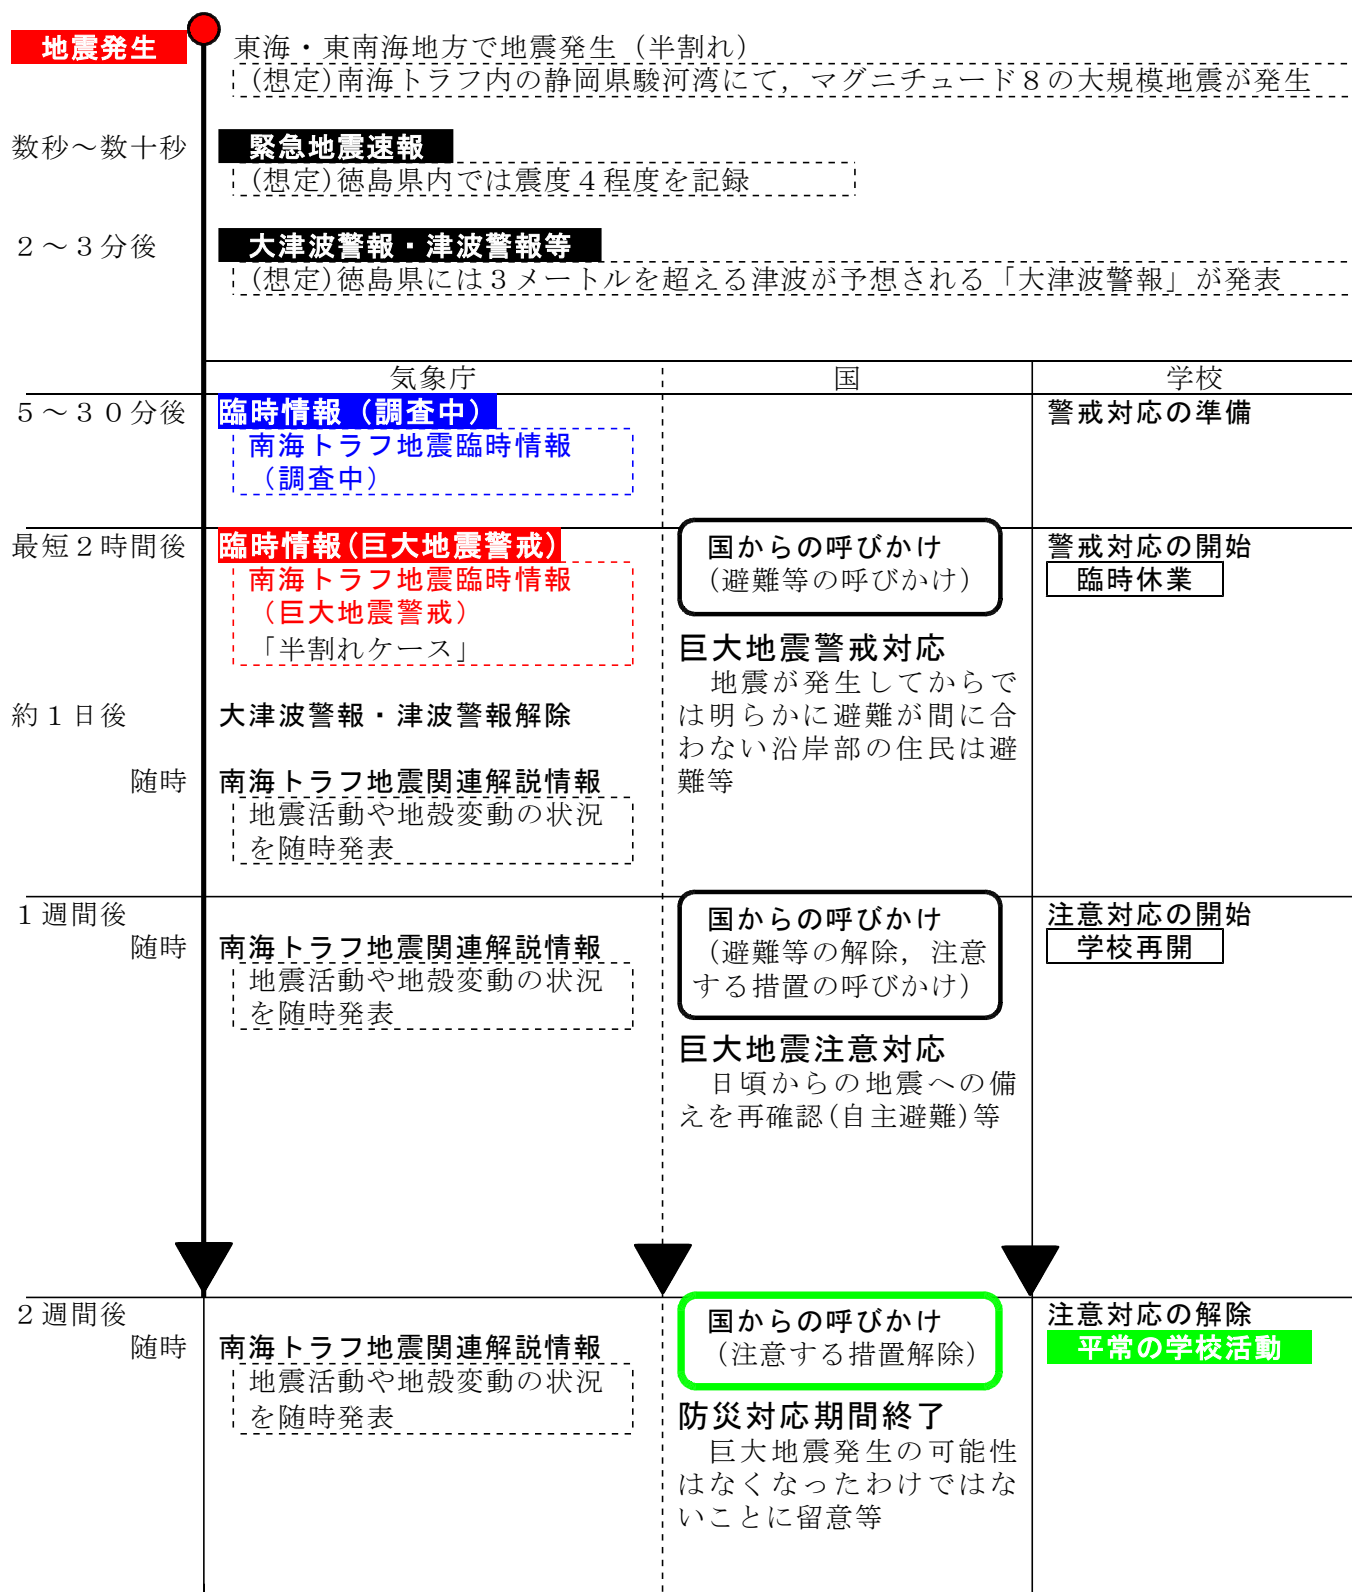 地震発生
東海・東南海地方で地震発生（半割れ）
(想定)南海トラフ内の静岡県駿河湾にて，マグニチュード８の大規模地震が発生
数秒～数十秒
緊急地震速報
(想定)徳島県内では震度４程度を記録
２～３分後
大津波警報・津波警報等
(想定)徳島県には３メートルを超える津波が予想される「大津波警報」が発表
気象庁
国
学校
５～３０分後
臨時情報（調査中）
南海トラフ地震臨時情報
（調査中）
警戒対応の準備
最短２時間後
臨時情報(巨大地震警戒)
南海トラフ地震臨時情報
（巨大地震警戒）
「半割れケース」
国からの呼びかけ
（避難等の呼びかけ）
警戒対応の開始
臨時休業
巨大地震警戒対応
地震が発生してからで
は明らかに避難が間に合
わない沿岸部の住民は避
難等
約１日後
大津波警報・津波警報解除
随時
南海トラフ地震関連解説情報
地震活動や地殻変動の状況
を随時発表
１週間後
随時
南海トラフ地震関連解説情報
地震活動や地殻変動の状況
を随時発表
国からの呼びかけ
（避難等の解除，注意
する措置の呼びかけ）
注意対応の開始
学校再開
巨大地震注意対応
日頃からの地震への備
えを再確認(自主避難)等
２週間後
随時
南海トラフ地震関連解説情報
地震活動や地殻変動の状況
を随時発表
国からの呼びかけ
（注意する措置解除）
注意対応の解除
平常の学校活動
防災対応期間終了
巨大地震発生の可能性
はなくなったわけではな
いことに留意等